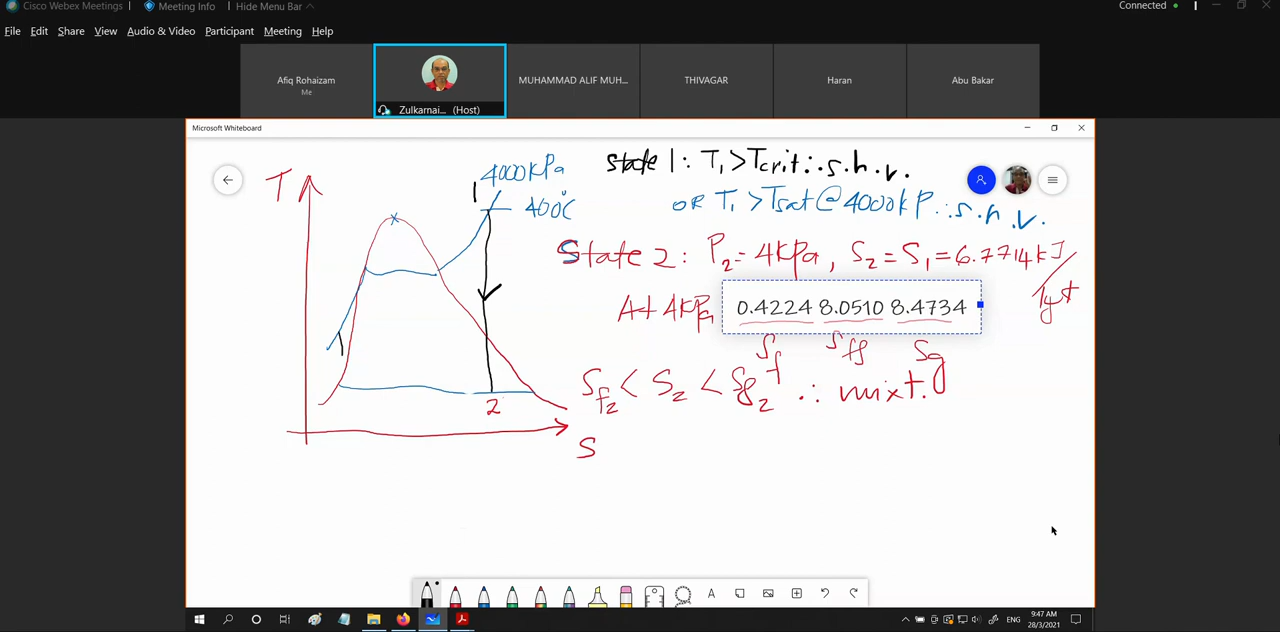 Cisco Webex Meetings | Meeting Info | Hide Menu Bar
Connected
File Edit Share View Audio & Video Participant Meeting Help
Afiq Rohaizam
Me
Zulkarnai... (Host)
MUHAMMAD ALIF MUH...
THIVAGAR
Haran
Abu Bakar
Microsoft Whiteboard
T
4000kPa
1
400°C
2
S
State 1: T1 > Tcrit ∴ s.h.v.
OR T1 > Tsat @ 4000kP ∴ s.h.v.
State 2: P2 = 4kPa, S2 = S1 = 6.7714 kJ/
At 4kPa 0.4224 8.0510 8.4734
Sf Sfg Sg
Sf2 < S2 < Sg2 ∴ mixt.
A
ENG
9:47 AM
28/3/2021